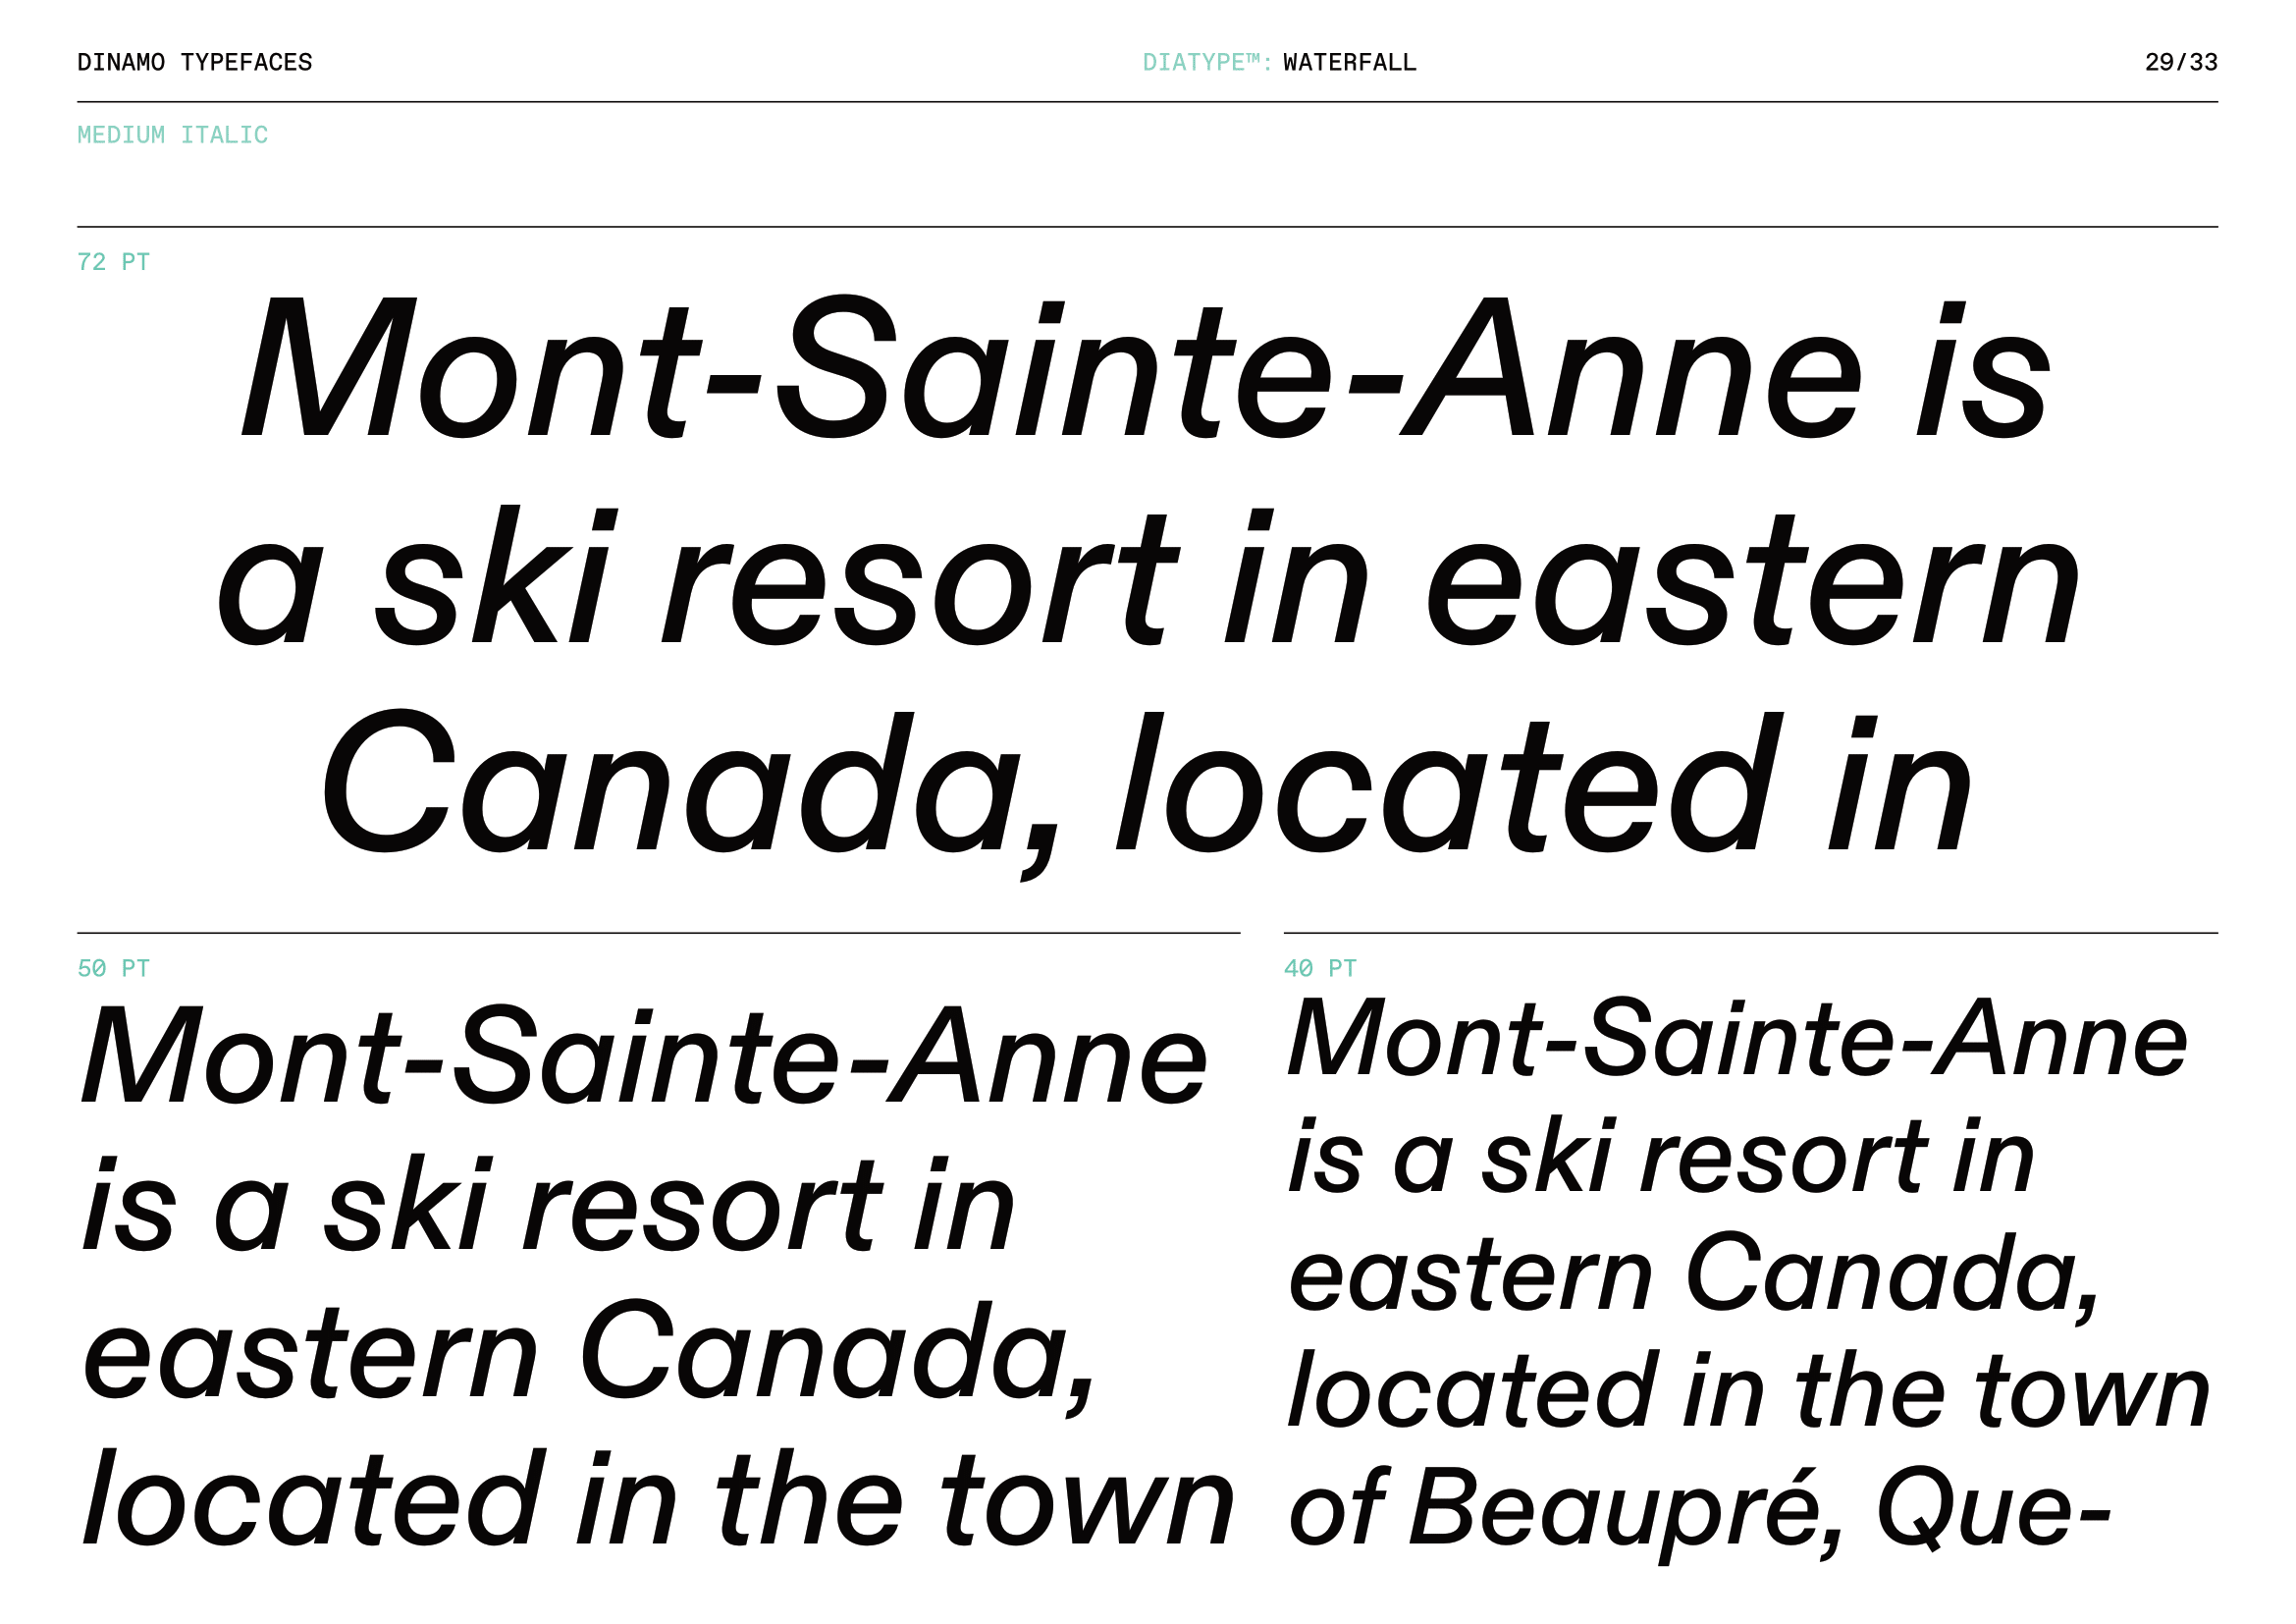 DINAMO TYPEFACES
DIATYPE™: WATERFALL
29/33
MEDIUM ITALIC
72 PT
Mont-Sainte-Anne is
a ski resort in eastern
Canada, located in
50 PT
Mont-Sainte-Anne
is a ski resort in
eastern Canada,
located in the town
40 PT
Mont-Sainte-Anne
is a ski resort in
eastern Canada,
located in the town
of Beaupré, Que-